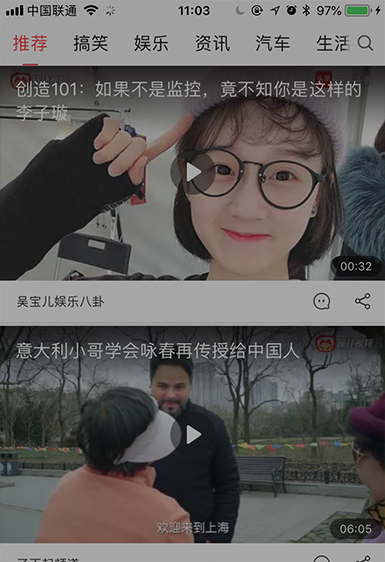 中国联通 11:03 97%
推荐 搞笑 娱乐 资讯 汽车 生活
创造101：如果不是监控，竟不知你是这样的
李子璇
00:32
吴宝儿娱乐八卦
意大利小哥学会咏春再传授给中国人
欢迎来到上海
06:05